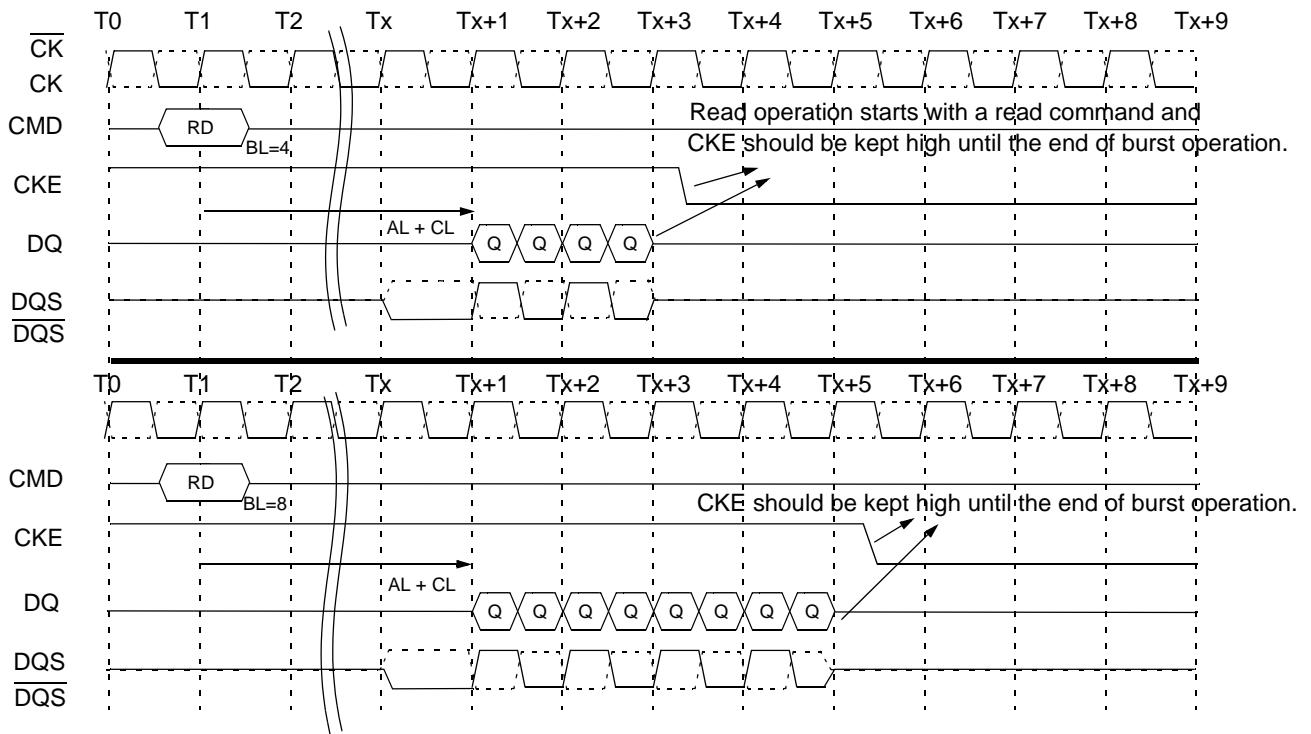 T0 T1 T2 Tx Tx+1 Tx+2 Tx+3 Tx+4 Tx+5 Tx+6 Tx+7 Tx+8 Tx+9
CK
CK
CMD RD BL=4
Read operation starts with a read command and
CKE should be kept high until the end of burst operation.
CKE
AL + CL
DQ Q Q Q Q
DQS
DQS
T0 T1 T2 Tx Tx+1 Tx+2 Tx+3 Tx+4 Tx+5 Tx+6 Tx+7 Tx+8 Tx+9
CMD RD BL=8
CKE should be kept high until the end of burst operation.
CKE
AL + CL
DQ Q Q Q Q Q Q Q Q
DQS
DQS